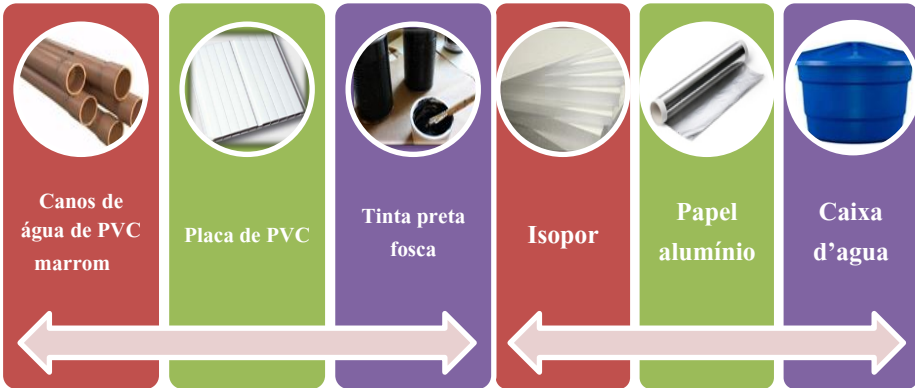 Canos de
água de PVC
marrom
Placa de PVC
Tinta preta
fosca
Isopor
Papel
alumínio
Caixa
d’agua